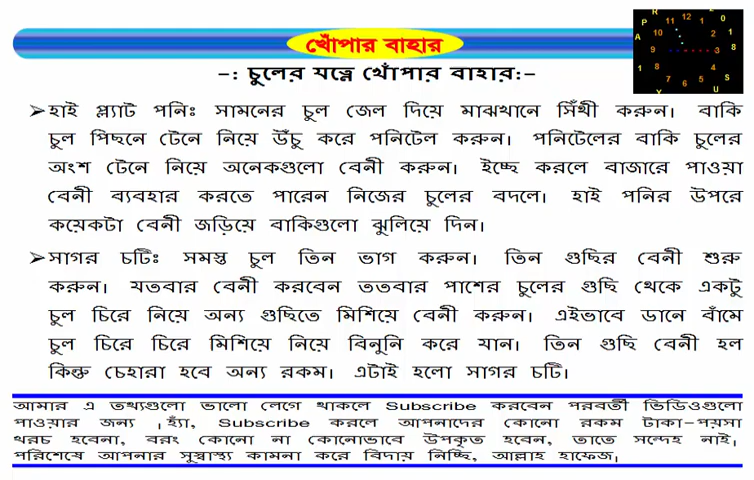 খোঁপার বাহার
-: চুলের যত্নে খোঁপার বাহার:-
➢হাই প্ল্যাট পনিঃ সামনের চুল জেল দিয়ে মাঝখানে সিঁথী করুন। বাকি
চুল পিছনে টেনে নিয়ে উঁচু করে পনিটেল করুন। পনিটেলের বাকি চুলের
অংশ টেনে নিয়ে অনেকগুলো বেনী করুন। ইচ্ছে করলে বাজারে পাওয়া
বেনী ব্যবহার করতে পারেন নিজের চুলের বদলে। হাই পনির উপরে
কয়েকটা বেনী জড়িয়ে বাকিগুলো ঝুলিয়ে দিন।
➢সাগর চটিঃ সমস্ত চুল তিন ভাগ করুন। তিন গুছির বেনী শুরু
করুন। যতবার বেনী করবেন ততবার পাশের চুলের গুছি থেকে একটু
চুল চিরে নিয়ে অন্য গুছিতে মিশিয়ে বেনী করুন। এইভাবে ডানে বাঁমে
চুল চিরে চিরে মিশিয়ে নিয়ে বিনুনি করে যান। তিন গুছি বেনী হল
কিন্তু চেহারা হবে অন্য রকম। এটাই হলো সাগর চটি।
আমার এ তথ্যগুলো ভালো লেগে থাকলে Subscribe করবেন পরবর্তী ভিডিওগুলো
পাওয়ার জন্য ।হ্যাঁ, Subscribe করলে আপনাদের কোনো রকম টাকা-পয়সা
খরচ হবেনা, বরং কোনো না কোনোভাবে উপকৃত হবেন, তাতে সন্দেহ নাই।
পরিশেষে আপনার সুস্বাস্থ্য কামনা করে বিদায় নিচ্ছি, আল্লাহ হাফেজ।